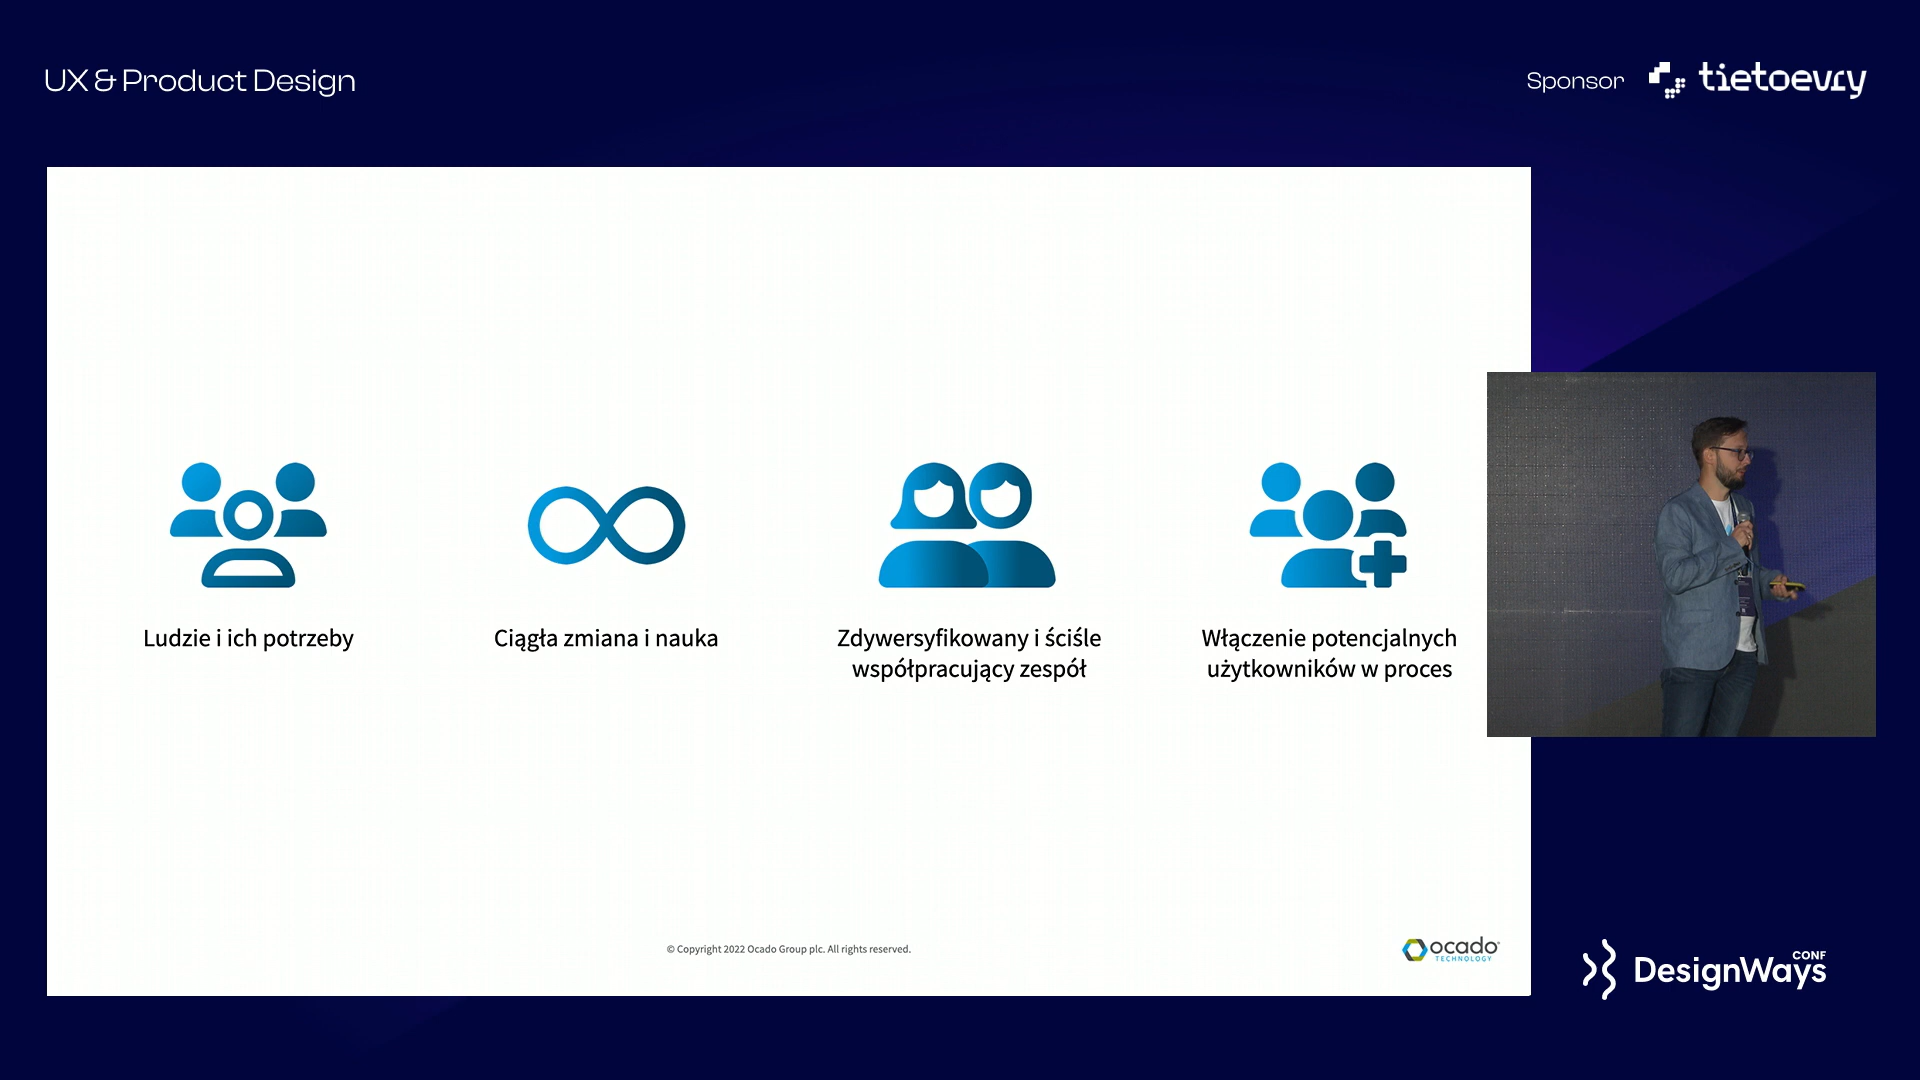 UX & Product Design
Sponsor tietoevry
Ludzie i ich potrzeby
Ciągła zmiana i nauka
Zdywersyfikowany i ściśle
współpracujący zespół
Włączenie potencjalnych
użytkowników w proces
© Copyright 2022 Ocado Group plc. All rights reserved.
ocado
TECHNOLOGY
DesignWays CONF